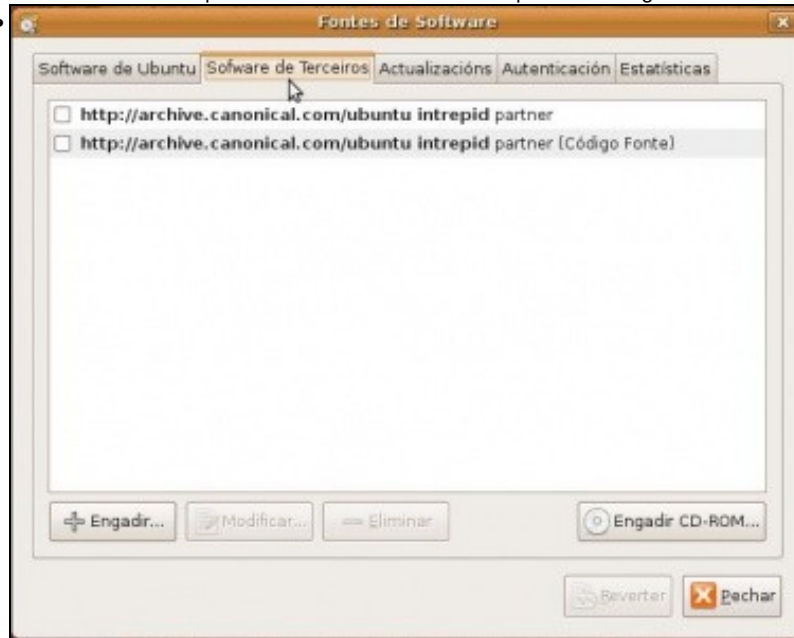 Fontes de Software
Software de Ubuntu Sofware de Terceiros Actualizacións Autenticación Estatísticas
http://archive.canonical.com/ubuntu intrepid partner
http://archive.canonical.com/ubuntu intrepid partner (Código Fonte)
Engadir... Modificar... Eliminar Engadir CD-ROM...
Reverter Pechar